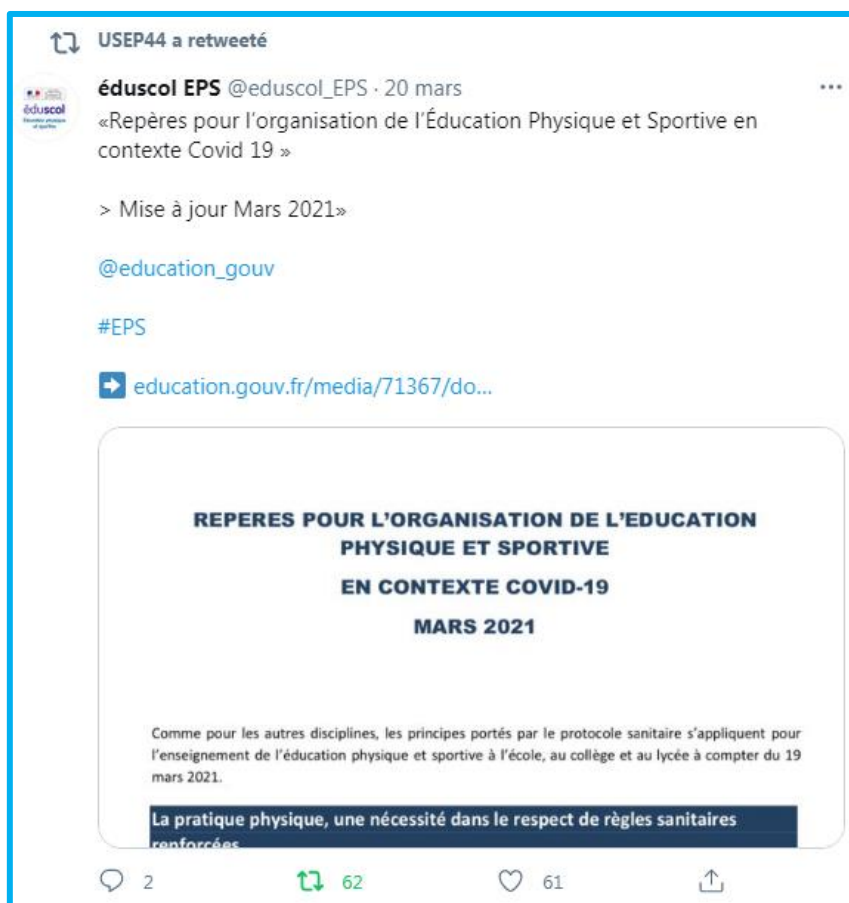 USEP44 a retweeté
éduscol EPS @eduscol_EPS · 20 mars
éduscol
«Repères pour l'organisation de l'Éducation Physique et Sportive en
contexte Covid 19 »
> Mise à jour Mars 2021»
@education_gouv
#EPS
education.gouv.fr/media/71367/do...
REPERES POUR L'ORGANISATION DE L'EDUCATION
PHYSIQUE ET SPORTIVE
EN CONTEXTE COVID-19
MARS 2021
Comme pour les autres disciplines, les principes portés par le protocole sanitaire s'appliquent pour
l'enseignement de l'éducation physique et sportive à l'école, au collège et au lycée à compter du 19
mars 2021.
La pratique physique, une nécessité dans le respect de règles sanitaires
renforcées
2 62 61